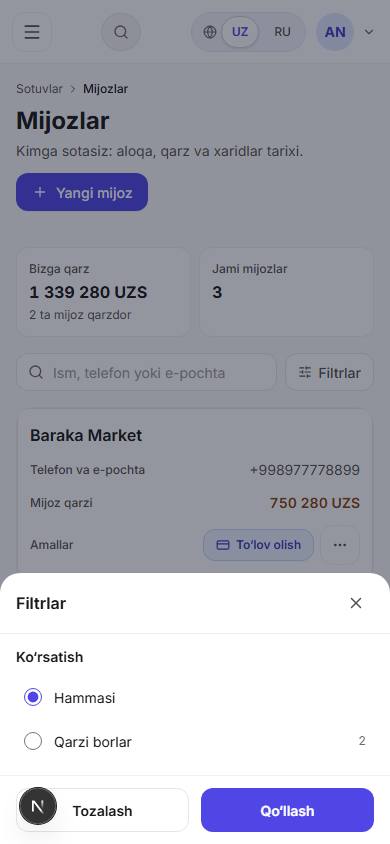 UZ RU AN
Sotuvlar > Mijozlar
Mijozlar
Kimga sotasiz: aloqa, qarz va xaridlar tarixi.
+ Yangi mijoz
Bizga qarz
1 339 280 UZS
2 ta mijoz qarzdor
Jami mijozlar
3
Ism, telefon yoki e-pochta
Filtrlar
Baraka Market
Telefon va e-pochta +998977778899
Mijoz qarzi 750 280 UZS
Amallar To‘lov olish
Filtrlar
Ko‘rsatish
Hammasi
Qarzi borlar 2
N
Tozalash
Qo‘llash